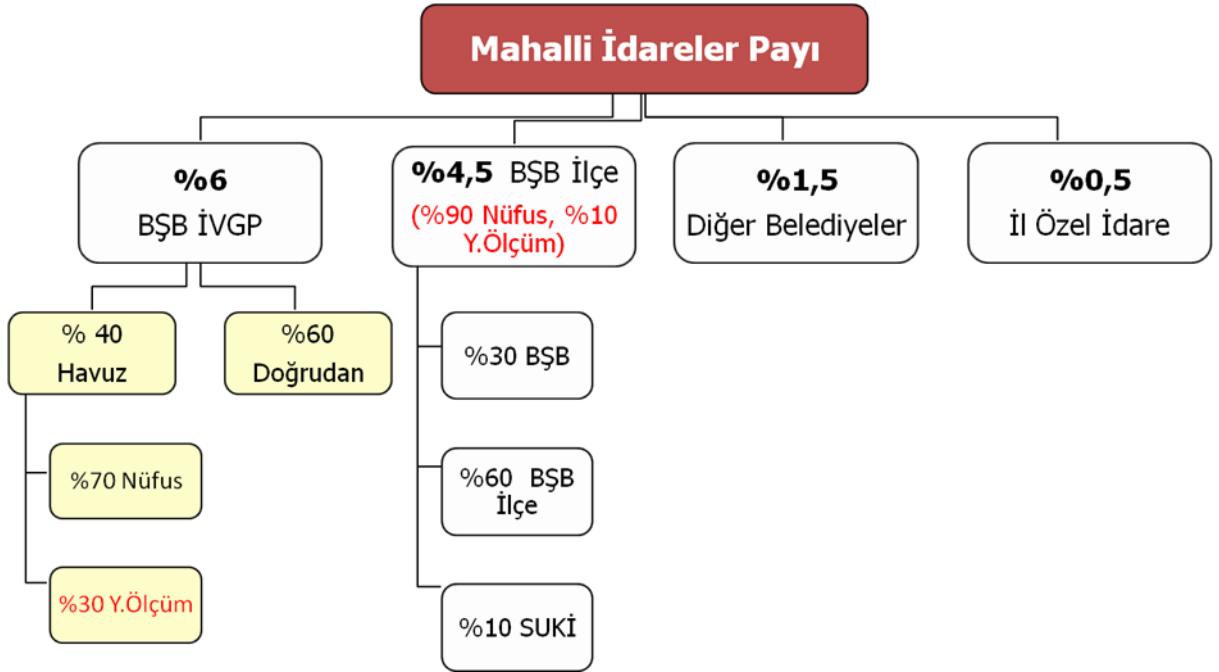 Mahalli İdareler Payı
%6
BŞB İVGP
%4,5 BŞB İlçe
(%90 Nüfus, %10
Y.Ölçüm)
%1,5
Diğer Belediyeler
%0,5
İl Özel İdare
% 40
Havuz
%60
Doğrudan
%70 Nüfus
%30 Y.Ölçüm
%30 BŞB
%60 BŞB
İlçe
%10 SUKİ